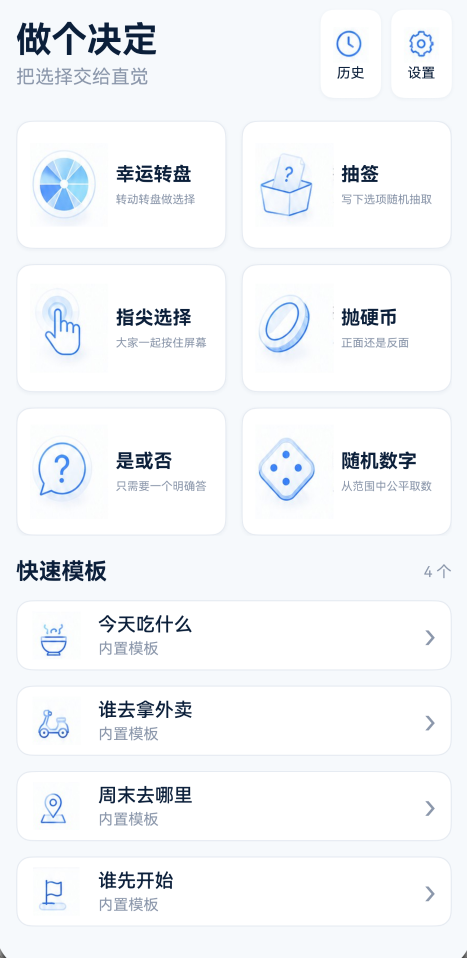 做个决定
把选择交给直觉
历史
设置
幸运转盘
转动转盘做选择
?
抽签
写下选项随机抽取
指尖选择
大家一起按住屏幕
抛硬币
正面还是反面
?
是或否
只需要一个明确答
随机数字
从范围中公平取数
快速模板
4 个
今天吃什么
内置模板
谁去拿外卖
内置模板
周末去哪里
内置模板
谁先开始
内置模板